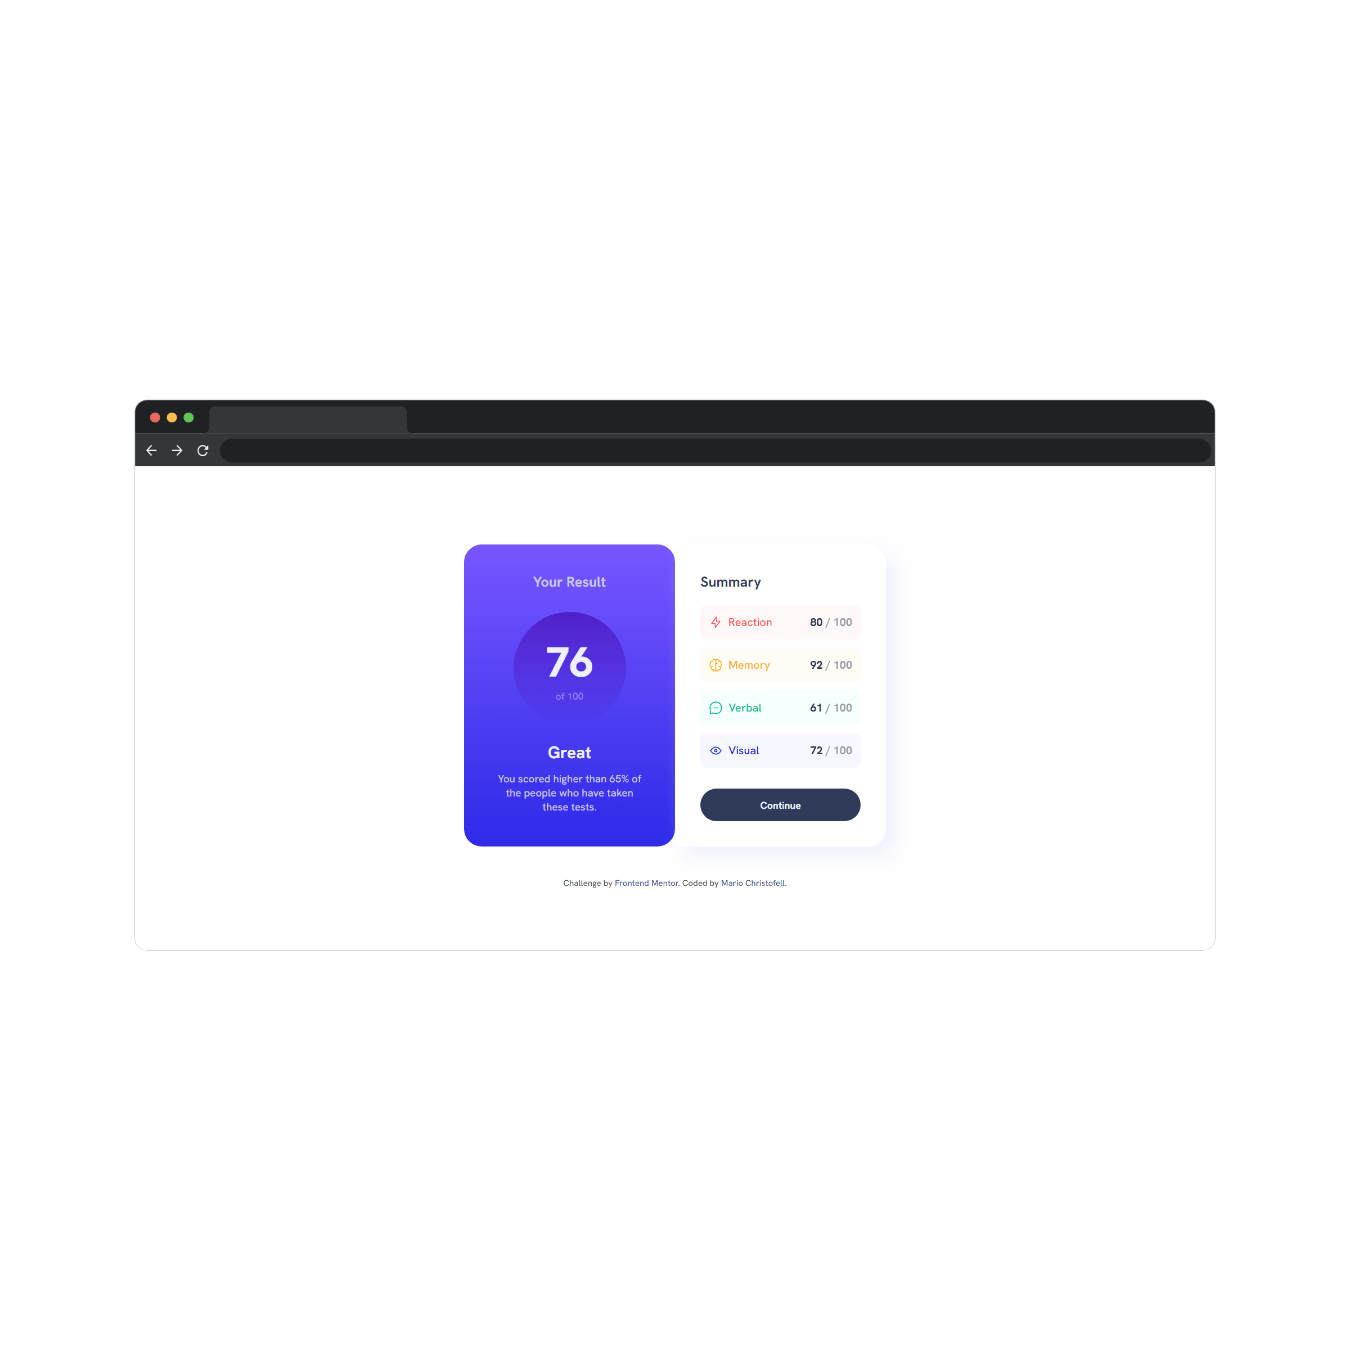 Your Result
76
of 100
Great
You scored higher than 65% of
the people who have taken
these tests.
Summary
Reaction 80 / 100
Memory 92 / 100
Verbal 61 / 100
Visual 72 / 100
Continue
Challenge by Frontend Mentor. Coded by Mario Christofell.